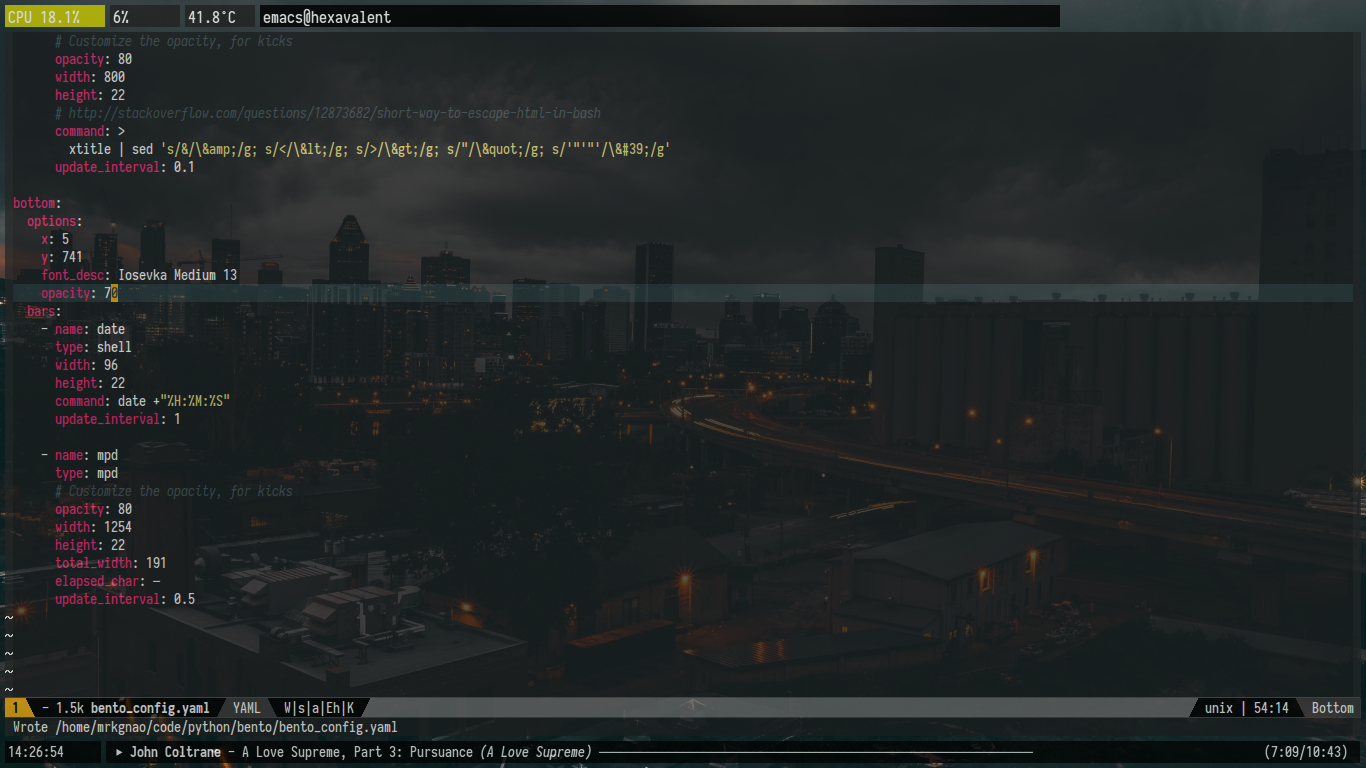 CPU 18.1% 6% 41.8°C emacs@hexavalent
# Customize the opacity, for kicks
opacity: 80
width: 800
height: 22
# http://stackoverflow.com/questions/12873682/short-way-to-escape-html-in-bash
command: >
xtitle | sed 's/&/\&amp;/g; s/</\&lt;/g; s/>/\&gt;/g; s/"/\&quot;/g; s/'"'"'/\&#39;/g'
update_interval: 0.1
bottom:
options:
x: 5
y: 741
font_desc: Iosevka Medium 13
opacity: 70
bars:
- name: date
type: shell
width: 96
height: 22
command: date +"%H:%M:%S"
update_interval: 1
- name: mpd
type: mpd
# Customize the opacity, for kicks
opacity: 80
width: 1254
height: 22
total_width: 191
elapsed_char: —
update_interval: 0.5
~
~
~
~
~
1 - 1.5k bento_config.yaml YAML W|s|a|Eh|K unix | 54:14 Bottom
Wrote /home/mrkgnao/code/python/bento/bento_config.yaml
14:26:54 ▸ John Coltrane - A Love Supreme, Part 3: Pursuance (A Love Supreme) (7:09/10:43)